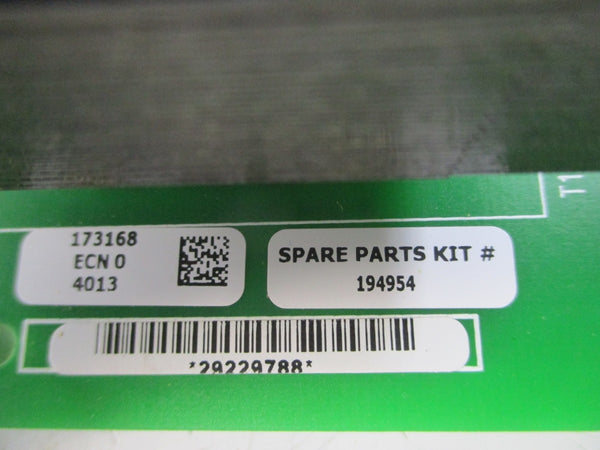 T1
173168
ECN 0
4013
SPARE PARTS KIT #
194954
*29229788*